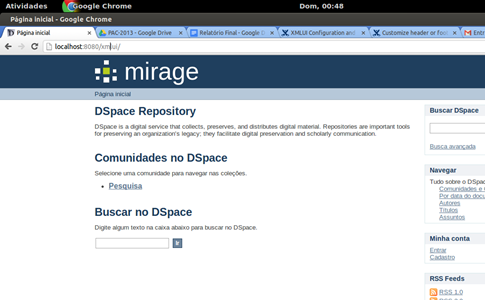 Atividades
Google Chrome
Dom, 00:48
Página inicial - Google Chrome
Página inicial
PAC-2013 - Google Drive
Relatório Final - Google D
XMLUI Configuration and
Customize header or Foo
Entr
localhost:8080/xmlui/
mirage
Página inicial
DSpace Repository
DSpace is a digital service that collects, preserves, and distributes digital material. Repositories are important tools
for preserving an organization's legacy; they facilitate digital preservation and scholarly communication.
Comunidades no DSpace
Selecione uma comunidade para navegar nas coleções.
Pesquisa
Buscar no DSpace
Digite algum texto na caixa abaixo para buscar no DSpace.
Ir
Buscar DSpace
Busca avançada
Navegar
Tudo sobre o DSpac
Comunidades e
Por data do docu
Autores
Títulos
Assuntos
Minha conta
Entrar
Cadastro
RSS Feeds
RSS 1.0